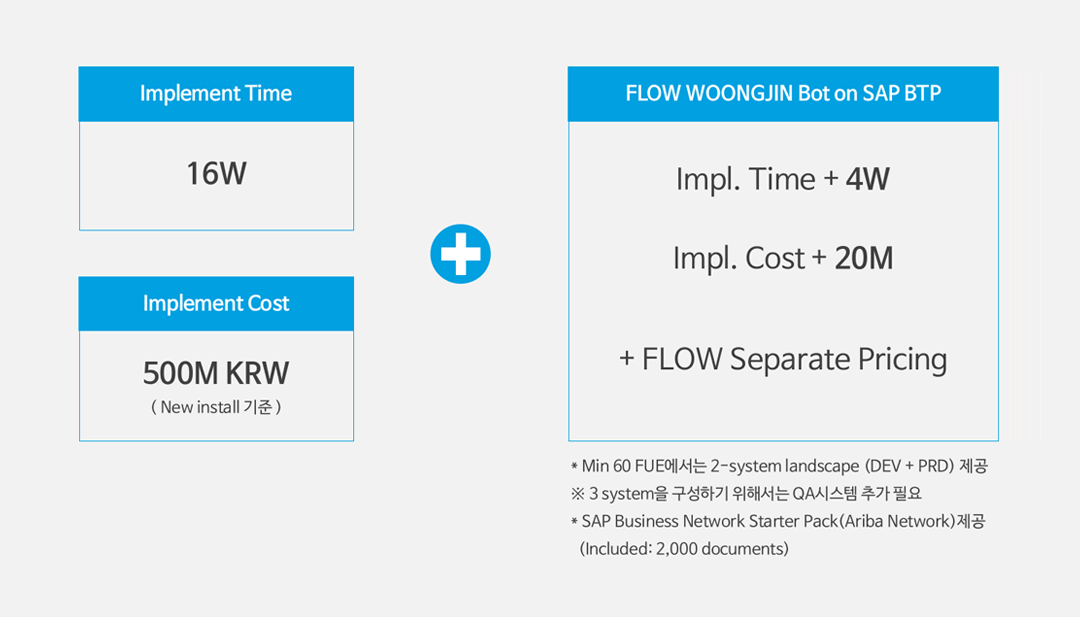 Implement Time
16W
Implement Cost
500M KRW
( New install 기준 )
FLOW WOONGJIN Bot on SAP BTP
Impl. Time + 4W
Impl. Cost + 20M
+ FLOW Separate Pricing
* Min 60 FUE에서는 2-system landscape (DEV + PRD) 제공
※ 3 system을 구성하기 위해서는 QA시스템 추가 필요
* SAP Business Network Starter Pack(Ariba Network)제공
(Included: 2,000 documents)